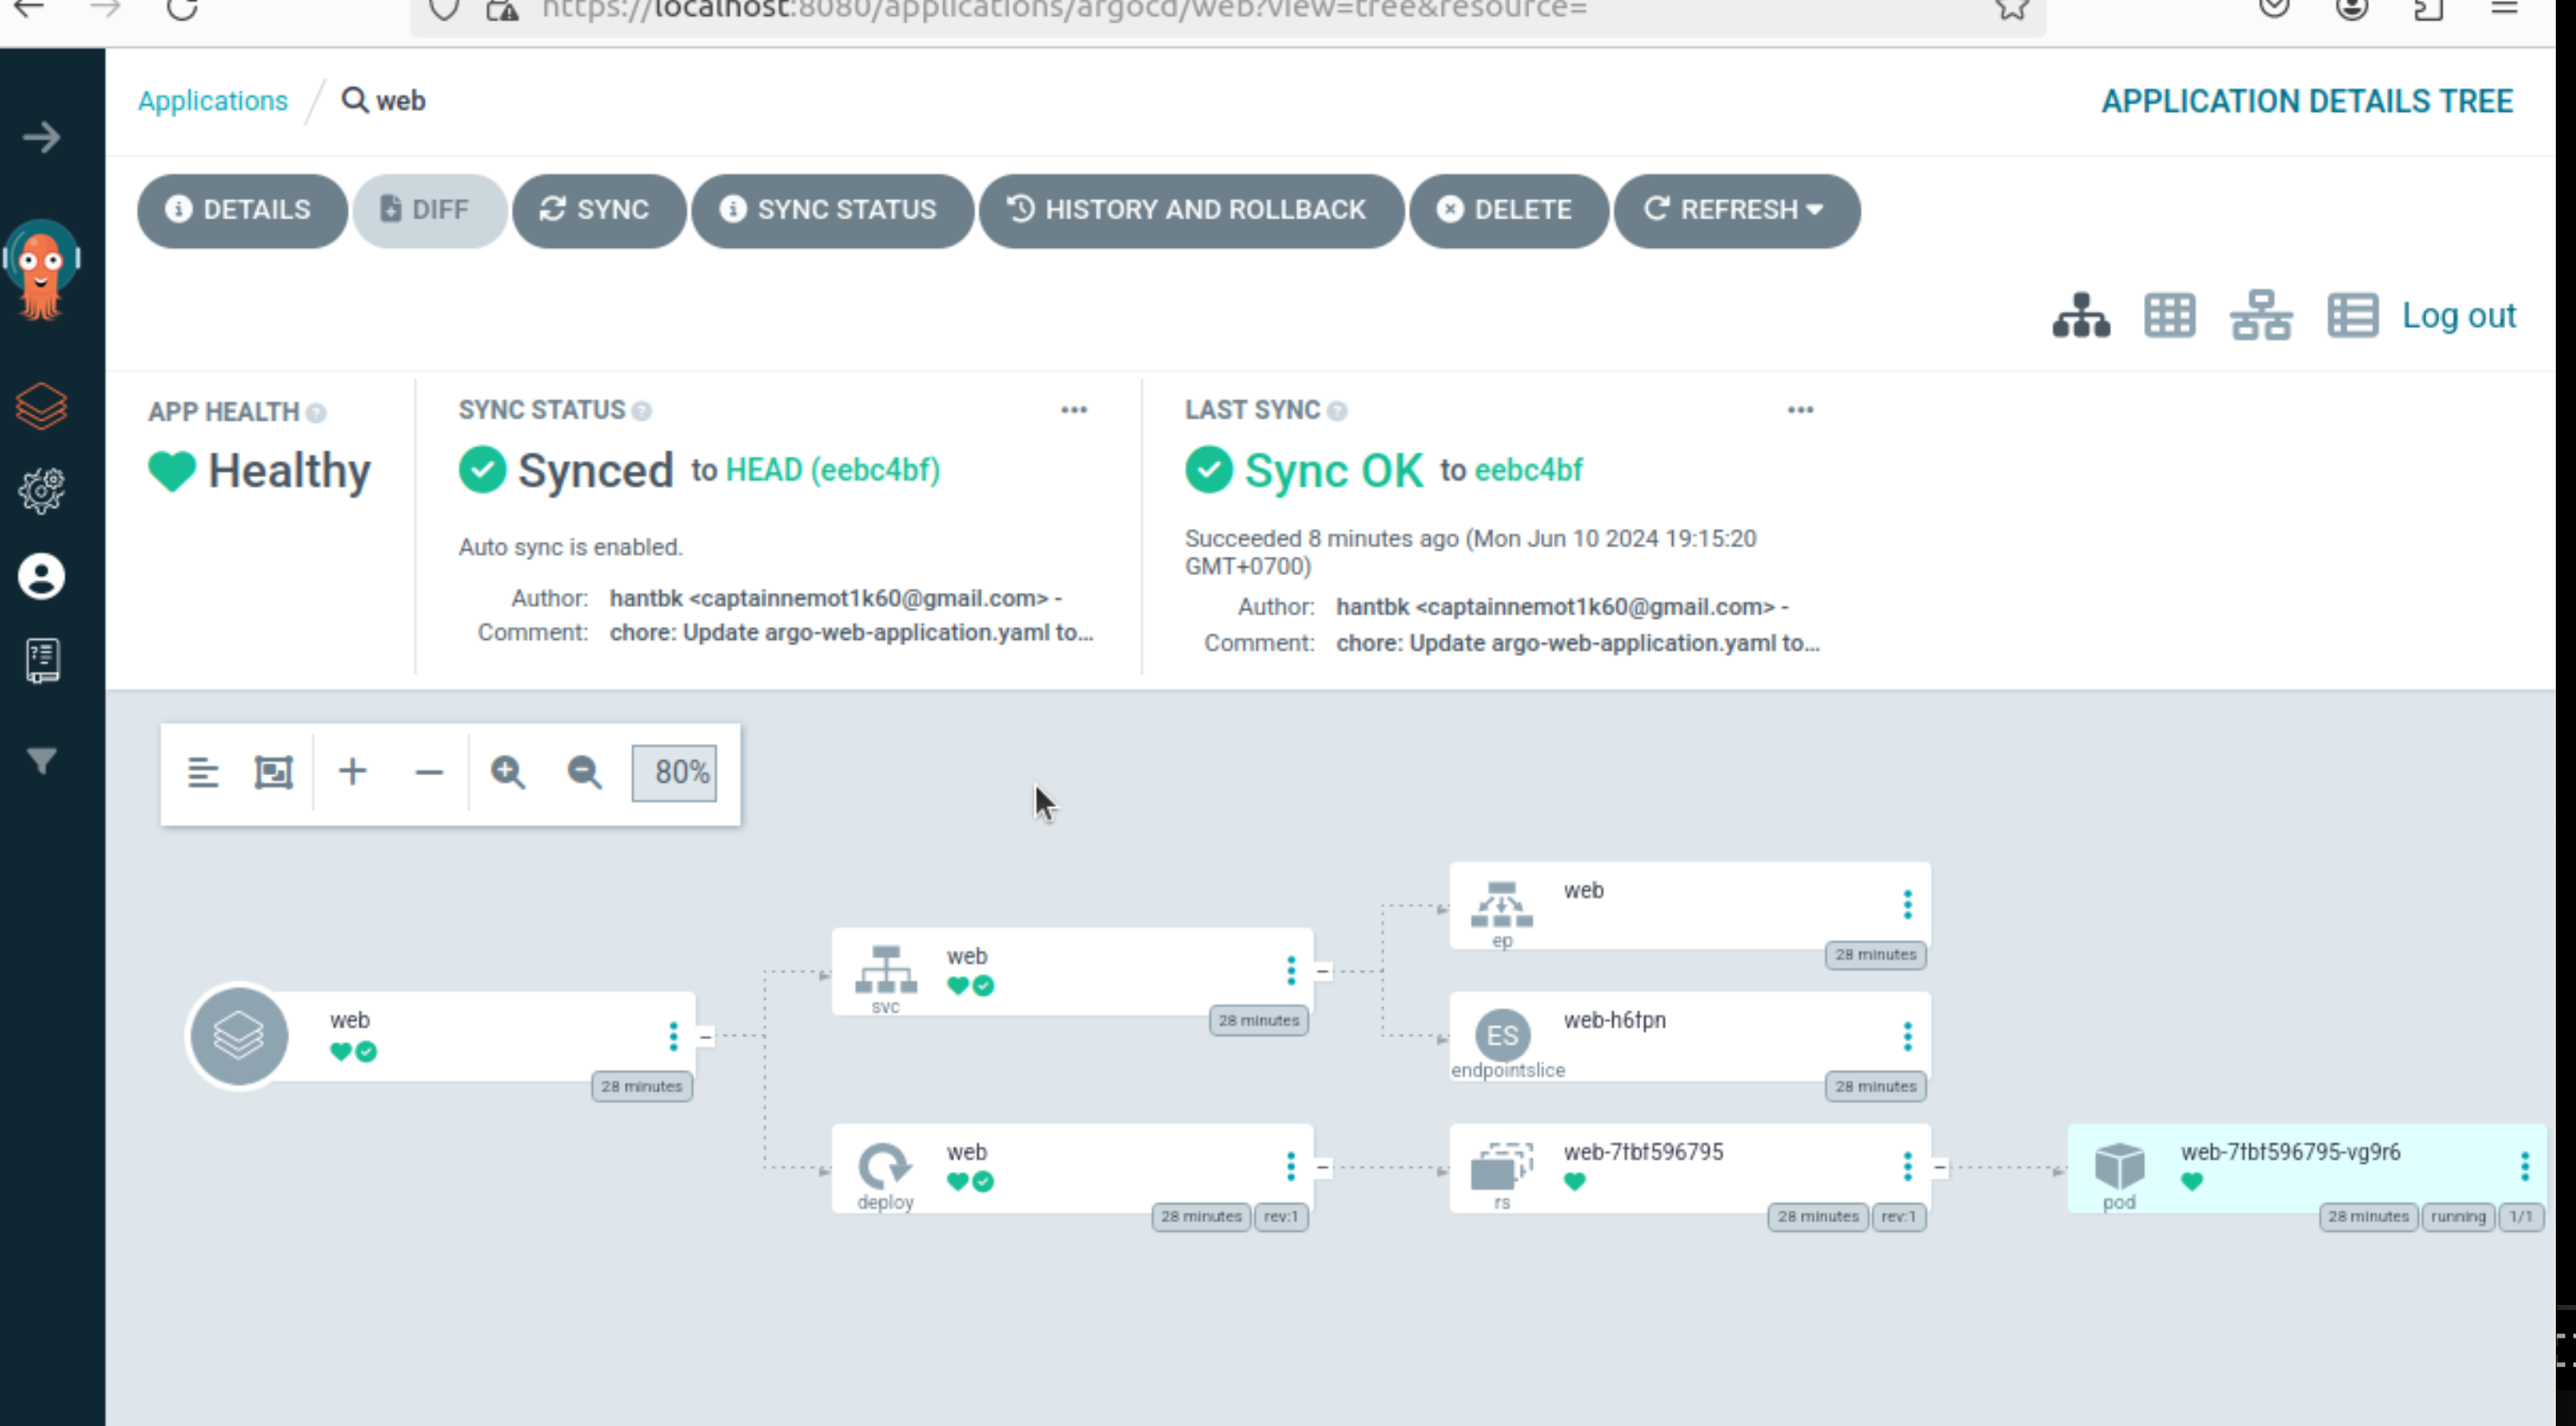 https://localhost:8080/applications/argocd/web?view=tree&resource=
Applications / web
APPLICATION DETAILS TREE
DETAILS
DIFF
SYNC
SYNC STATUS
HISTORY AND ROLLBACK
DELETE
REFRESH
Log out
APP HEALTH
Healthy
SYNC STATUS
Synced to HEAD (eebc4bf)
Auto sync is enabled.
Author: hantbk <captainnemot1k60@gmail.com> -
Comment: chore: Update argo-web-application.yaml to...
LAST SYNC
Sync OK to eebc4bf
Succeeded 8 minutes ago (Mon Jun 10 2024 19:15:20
GMT+0700)
Author: hantbk <captainnemot1k60@gmail.com> -
Comment: chore: Update argo-web-application.yaml to...
80%
web
28 minutes
web
svc
28 minutes
web
deploy
28 minutes rev:1
web
ep
28 minutes
ES
web-h6fpn
endpointslice
28 minutes
web-7fbf596795
rs
28 minutes rev:1
web-7fbf596795-vg9r6
pod
28 minutes running 1/1